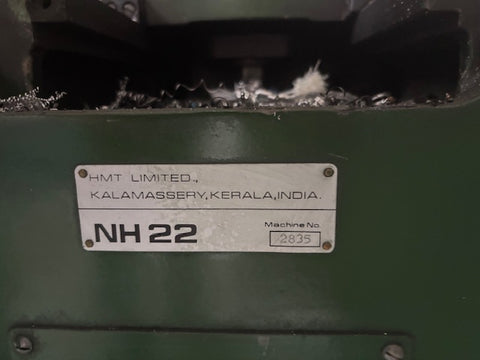 HMT LIMITED.,
KALAMASSERY, KERALA, INDIA.
NH 22
Machine No.
2835